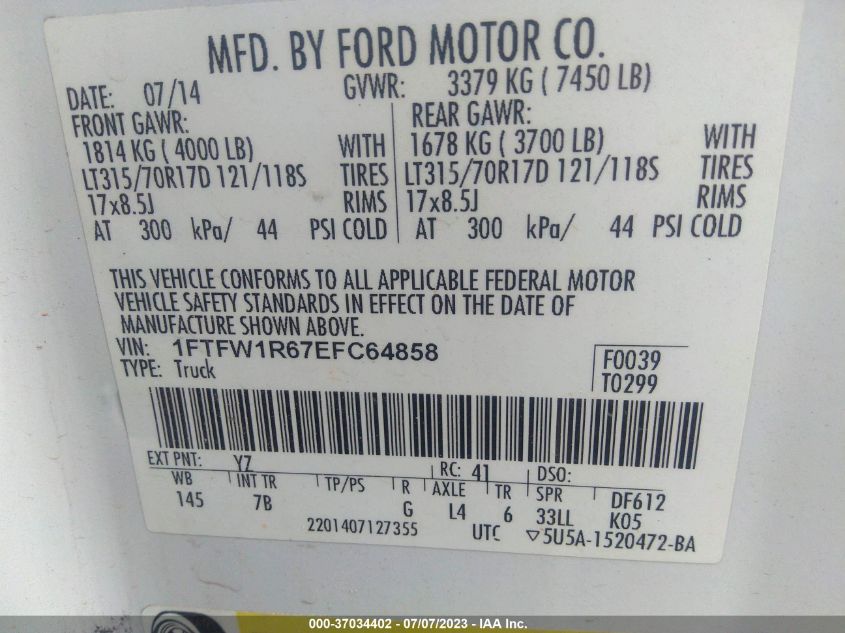 MFD. BY FORD MOTOR CO.
DATE: 07/14 GVWR: 3379 KG ( 7450 LB)
FRONT GAWR: REAR GAWR:
1814 KG ( 4000 LB) WITH 1678 KG ( 3700 LB) WITH
LT315/70R17D 121/118S TIRES LT315/70R17D 121/118S TIRES
17x8.5J RIMS 17x8.5J RIMS
AT 300 kPa/ 44 PSI COLD AT 300 kPa/ 44 PSI COLD
THIS VEHICLE CONFORMS TO ALL APPLICABLE FEDERAL MOTOR
VEHICLE SAFETY STANDARDS IN EFFECT ON THE DATE OF
MANUFACTURE SHOWN ABOVE.
VIN: 1FTFW1R67EFC64858 F0039
TYPE: Truck T0299
EXT PNT: YZ RC: 41 DSO:
WB INT TR TP/PS R AXLE TR SPR DF612
145 7B G L4 6 33LL K05
2201407127355 UTC ▽5U5A-1520472-BA
000-37034402 - 07/07/2023 - IAA Inc.